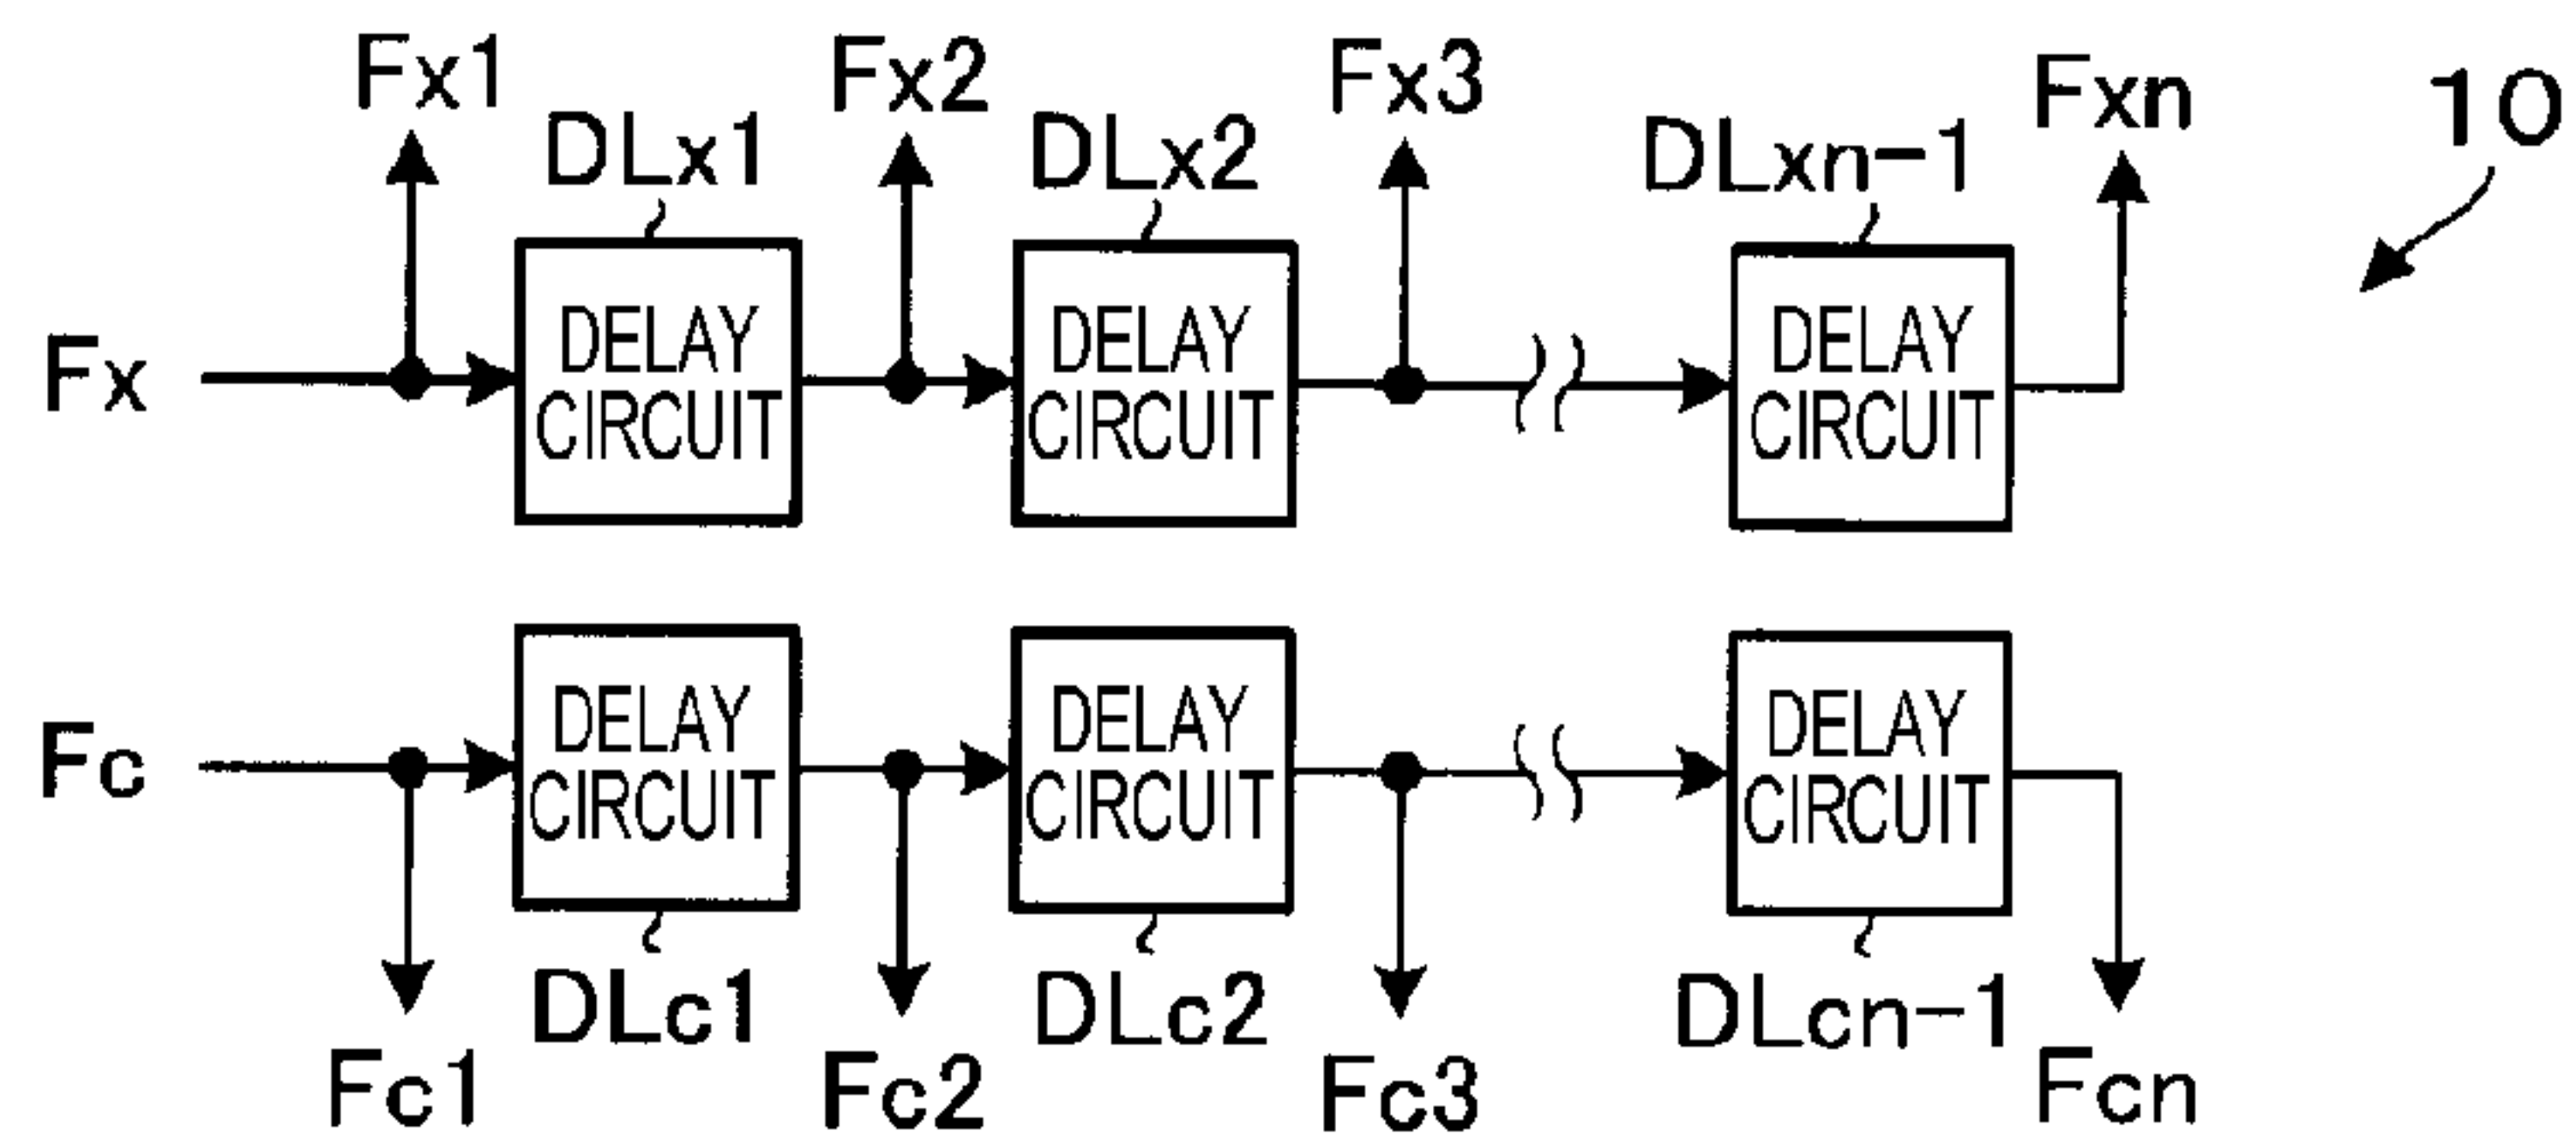 Fx1
Fx2
Fx3
Fxn
10
DLx1
DLx2
DLxn-1
Fx
DELAY
CIRCUIT
DELAY
CIRCUIT
DELAY
CIRCUIT
Fc
DELAY
CIRCUIT
DELAY
CIRCUIT
DELAY
CIRCUIT
DLc1
DLc2
DLcn-1
Fc1
Fc2
Fc3
Fcn